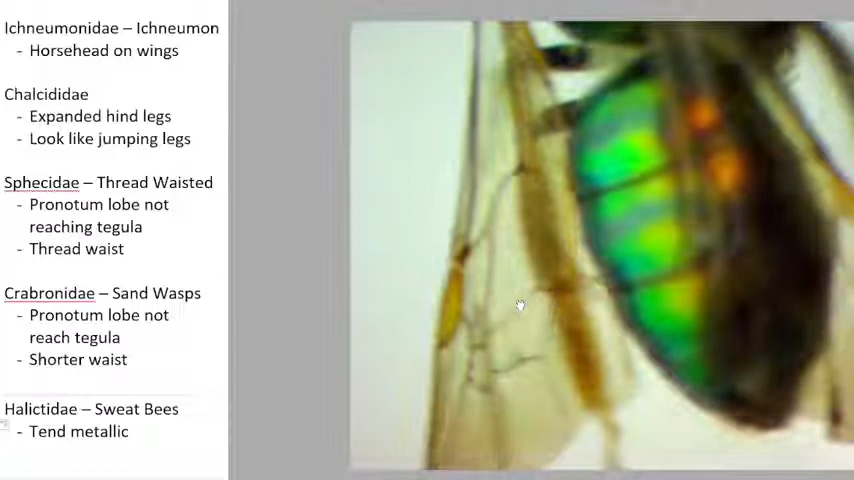 Ichneumonidae – Ichneumon
- Horsehead on wings
Chalcididae
- Expanded hind legs
- Look like jumping legs
Sphecidae – Thread Waisted
- Pronotum lobe not
reaching tegula
- Thread waist
Crabronidae – Sand Wasps
- Pronotum lobe not
reach tegula
- Shorter waist
Halictidae – Sweat Bees
- Tend metallic